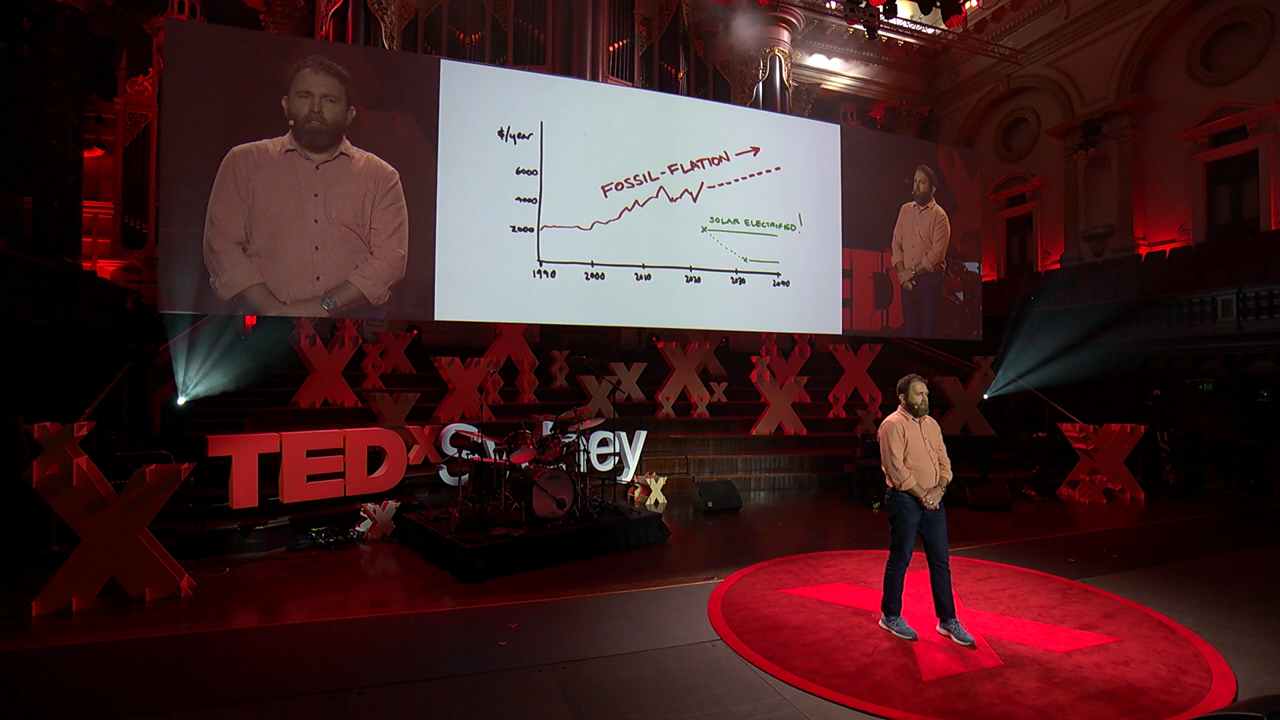 $/year
FOSSIL-FLATION →
6000
4000
2000
SOLAR ELECTRIFIED!
1990 2000 2010 2020 2030 2040
TEDxSydney